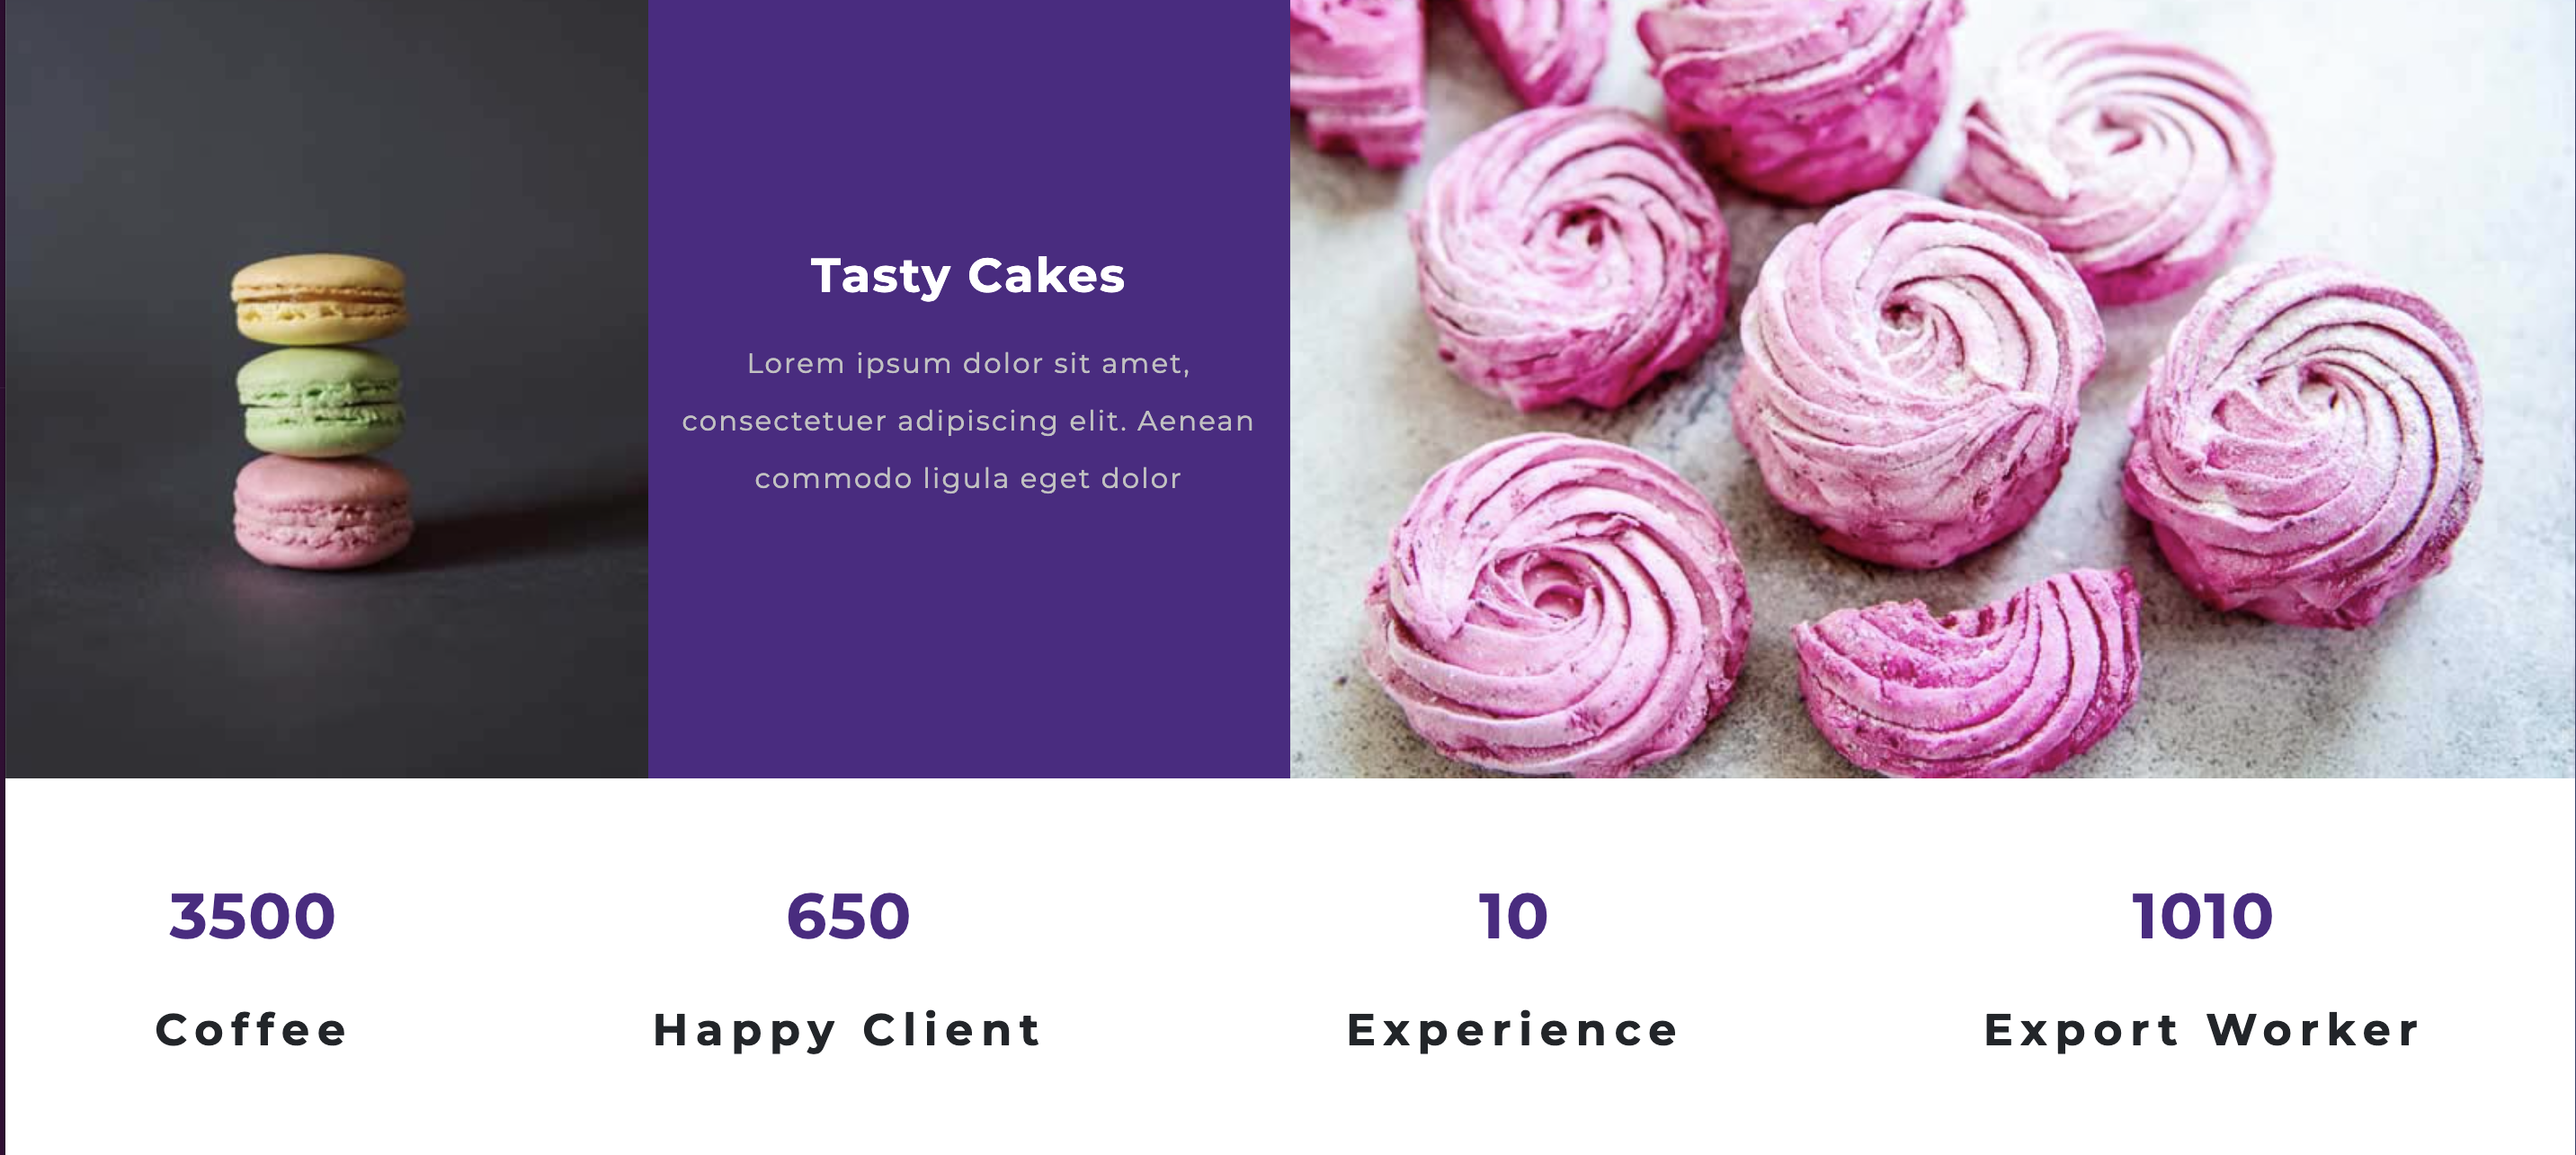 Tasty Cakes
Lorem ipsum dolor sit amet,
consectetuer adipiscing elit. Aenean
commodo ligula eget dolor
3500
650
10
1010
Coffee
Happy Client
Experience
Export Worker